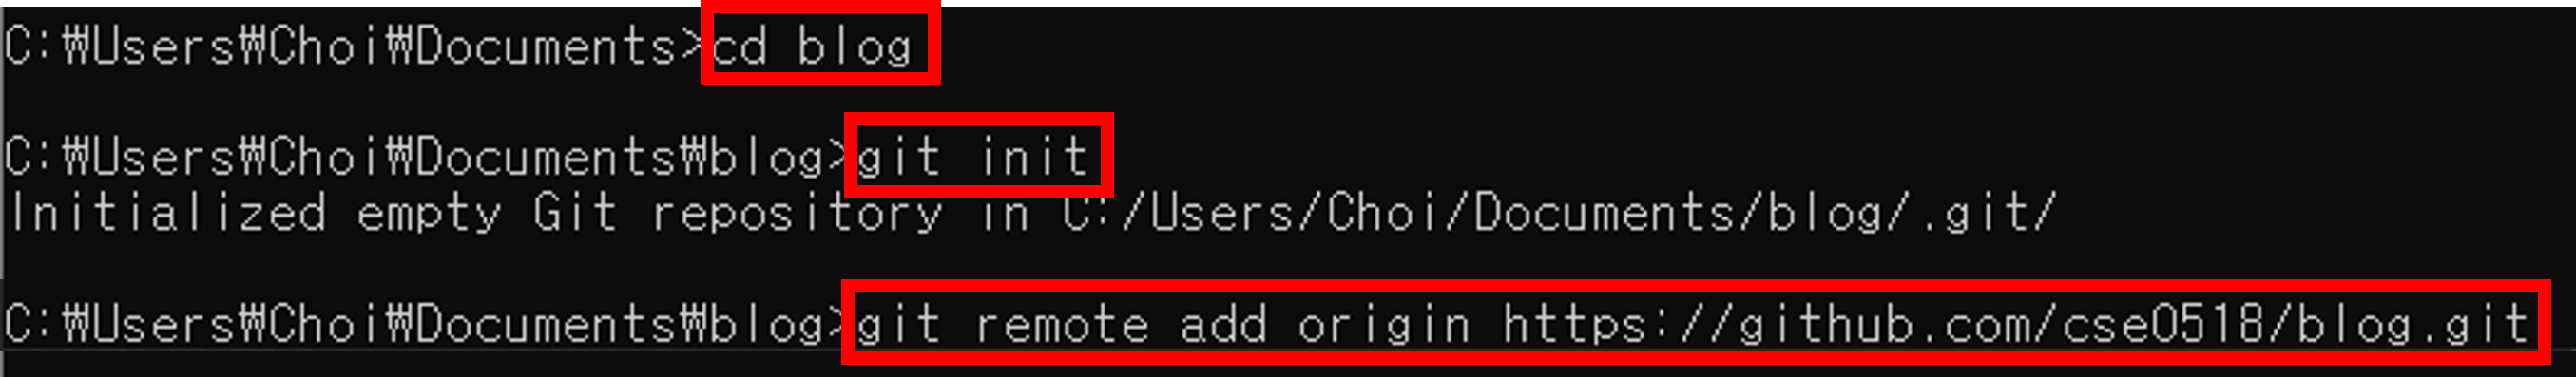 C:₩Users₩Choi₩Documents>cd blog
C:₩Users₩Choi₩Documents₩blog>git init
Initialized empty Git repository in C:/Users/Choi/Documents/blog/.git/
C:₩Users₩Choi₩Documents₩blog>git remote add origin https://github.com/cse0518/blog.git